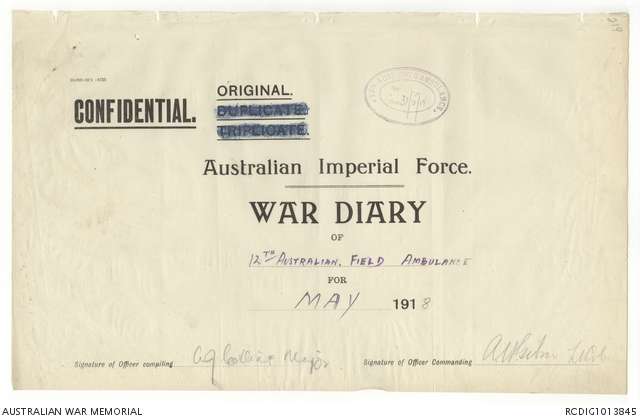 CONFIDENTIAL.
ORIGINAL.
DUPLICATE.
TRIPLICATE.
Australian Imperial Force.
WAR DIARY
OF
12TH AUSTRALIAN, FIELD AMBULANCE
FOR
MAY 1918
Major
Signature of Officer compiling
Signature of Officer Commanding
AUSTRALIAN WAR MEMORIAL
RCDIG1013845